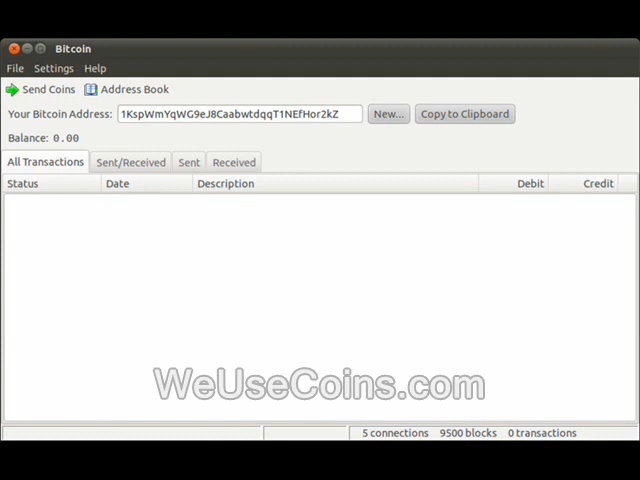 Bitcoin
File Settings Help
Send Coins Address Book
Your Bitcoin Address: 1KspWmYqWG9eJ8CaabwtdqqT1NEfHor2kZ New... Copy to Clipboard
Balance: 0.00
All Transactions Sent/Received Sent Received
Status Date Description Debit Credit
WeUseCoins.com
5 connections 9500 blocks 0 transactions